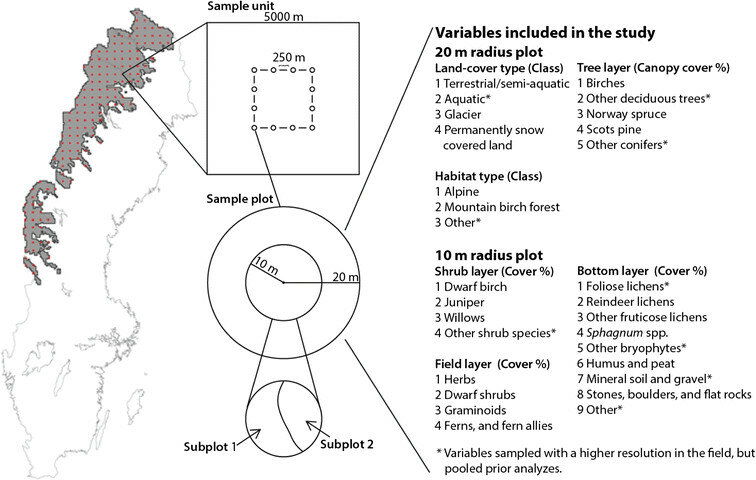 Sample unit
5000 m
250 m
Sample plot
10 m
20 m
Subplot 1
Subplot 2
Variables included in the study
20 m radius plot
Land-cover type (Class)
1 Terrestrial/semi-aquatic
2 Aquatic*
3 Glacier
4 Permanently snow
covered land
Tree layer (Canopy cover %)
1 Birches
2 Other deciduous trees*
3 Norway spruce
4 Scots pine
5 Other conifers*
Habitat type (Class)
1 Alpine
2 Mountain birch forest
3 Other*
10 m radius plot
Shrub layer (Cover %)
1 Dwarf birch
2 Juniper
3 Willows
4 Other shrub species*
Field layer (Cover %)
1 Herbs
2 Dwarf shrubs
3 Graminoids
4 Ferns, and fern allies
Bottom layer (Cover %)
1 Foliose lichens*
2 Reindeer lichens
3 Other fruticose lichens
4 Sphagnum spp.
5 Other bryophytes*
6 Humus and peat
7 Mineral soil and gravel*
8 Stones, boulders, and flat rocks
9 Other*
* Variables sampled with a higher resolution in the field, but
pooled prior analyzes.